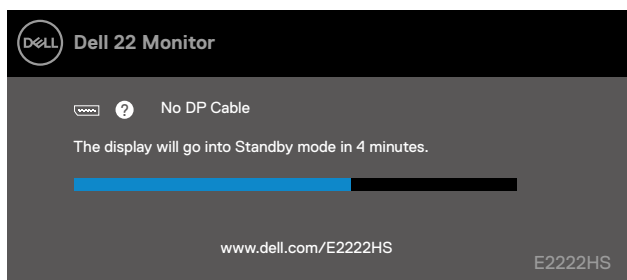 DELL
Dell 22 Monitor
? No DP Cable
The display will go into Standby mode in 4 minutes.
www.dell.com/E2222HS
E2222HS